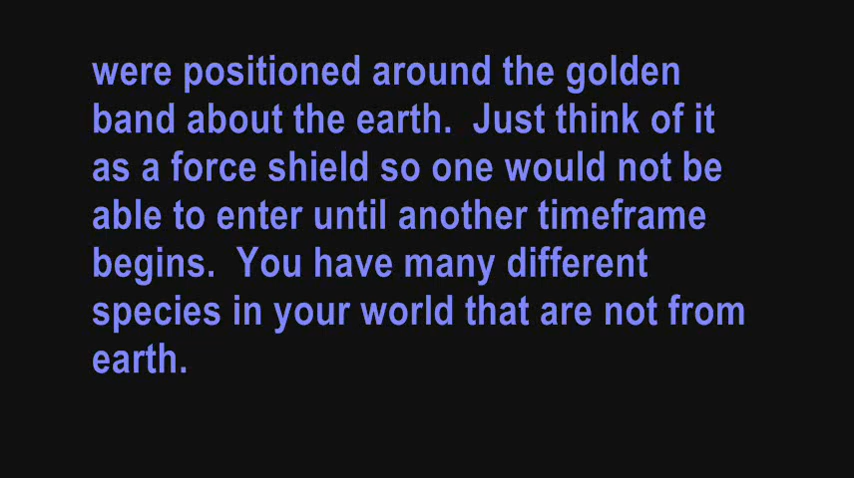 were positioned around the golden
band about the earth.  Just think of it
as a force shield so one would not be
able to enter until another timeframe
begins.  You have many different
species in your world that are not from
earth.